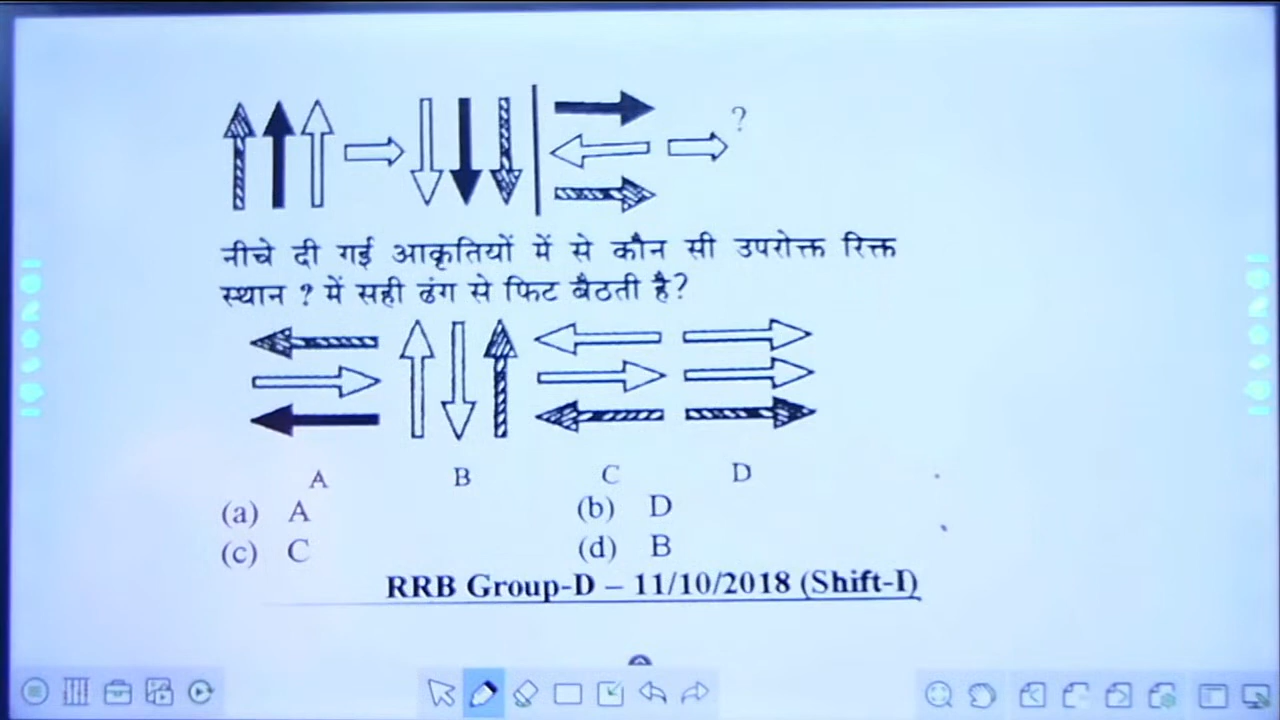 ?
नीचे दी गई आकृतियों में से कौन सी उपरोक्त रिक्त
स्थान ? में सही ढंग से फिट बैठती है?
A B C D
(a) A (b) D
(c) C (d) B
RRB Group-D – 11/10/2018 (Shift-I)